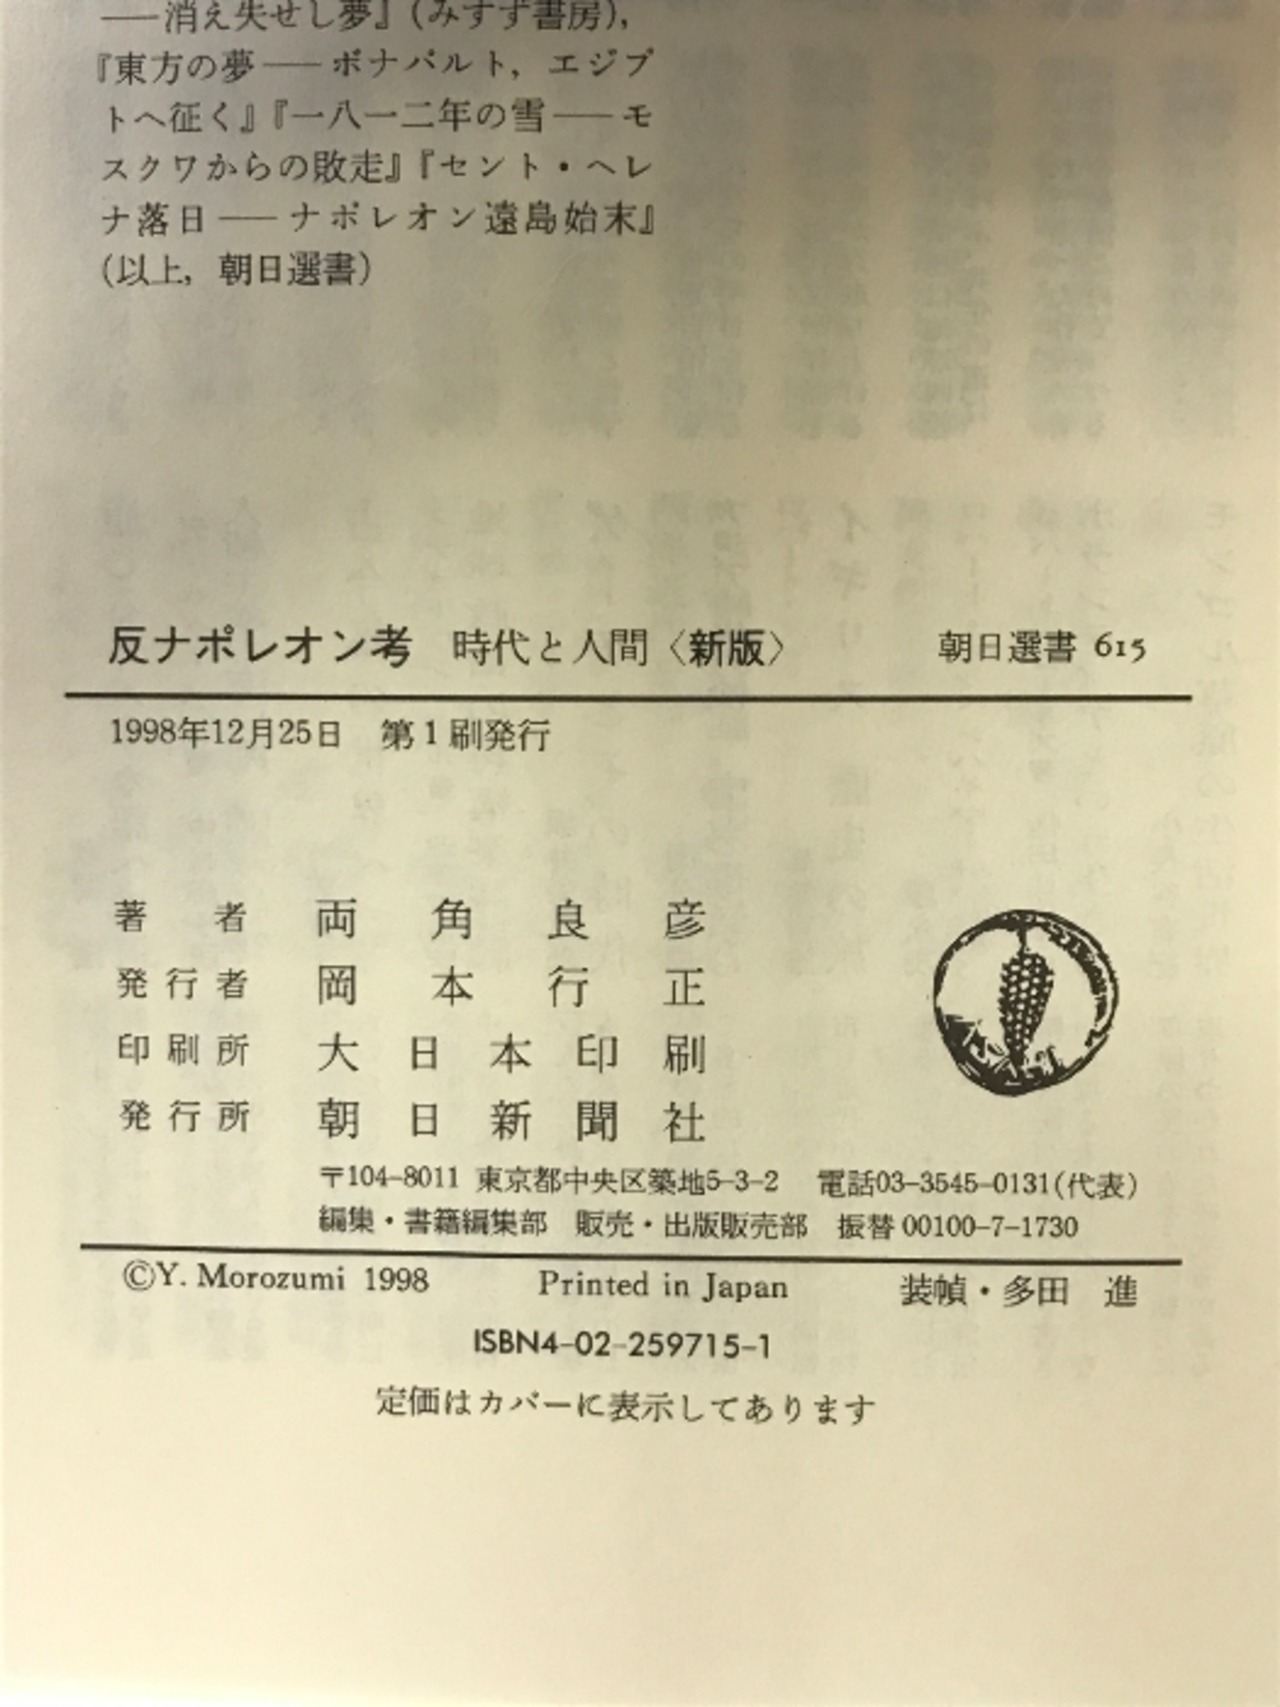 ——消え失せし夢』(みすず書房),
『東方の夢——ボナパルト, エジプ
トへ征く』『一八一二年の雪——モ
スクワからの敗走』『セント・ヘレ
ナ落日——ナポレオン遠島始末』
(以上, 朝日選書)
反ナポレオン考 時代と人間〈新版〉 朝日選書 615
1998年12月25日 第1刷発行
著者 両角良彦
発行者 岡本行正
印刷所 大日本印刷
発行所 朝日新聞社
〒104-8011 東京都中央区築地5-3-2 電話03-3545-0131(代表)
編集・書籍編集部 販売・出版販売部 振替00100-7-1730
©Y. Morozumi 1998 Printed in Japan 装幀・多田 進
ISBN4-02-259715-1
定価はカバーに表示してあります